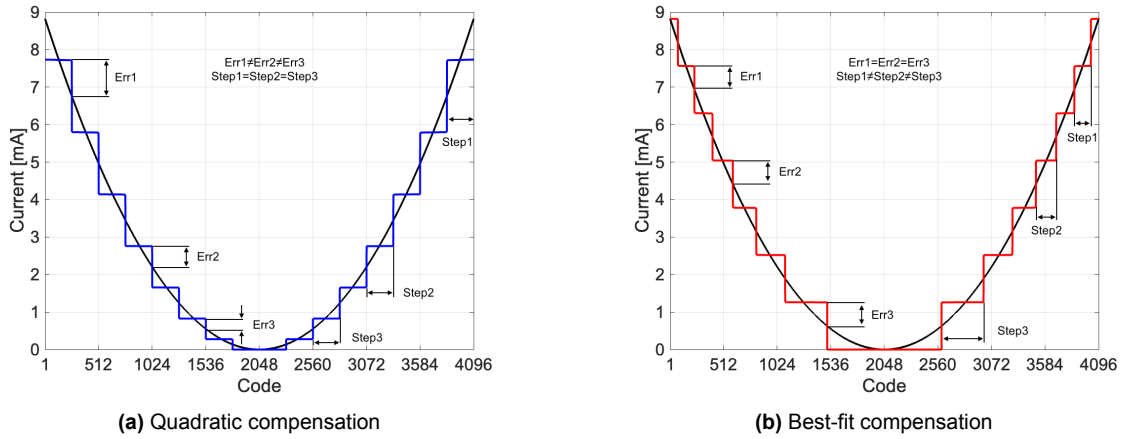 9
8
7
6
5
4
3
2
1
0
Current [mA]
Err1≠Err2≠Err3
Step1=Step2=Step3
Err1
Step1
Err2
Step2
Err3
Step3
1 512 1024 1536 2048 2560 3072 3584 4096
Code
(a) Quadratic compensation
9
8
7
6
5
4
3
2
1
0
Current [mA]
Err1=Err2=Err3
Step1≠Step2≠Step3
Err1
Step1
Err2
Step2
Err3
Step3
1 512 1024 1536 2048 2560 3072 3584 4096
Code
(b) Best-fit compensation